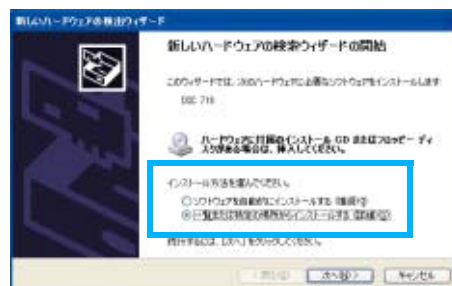 新しいハードウェアの検出ウィザード
新しいハードウェアの検索ウィザードの開始
このウィザードでは、次のハードウェアに必要なソフトウェアをインストールします
ハードウェアに付属のインストール CD またはフロッピー ディ
スクがある場合は、挿入してください。
インストール方法を選んでください。
ソフトウェアを自動的にインストールする (推奨)(I)
一覧または特定の場所からインストールする (詳細)(S)
続行するには、[次へ] をクリックしてください。
< 戻る(B) 次へ(N) > キャンセル